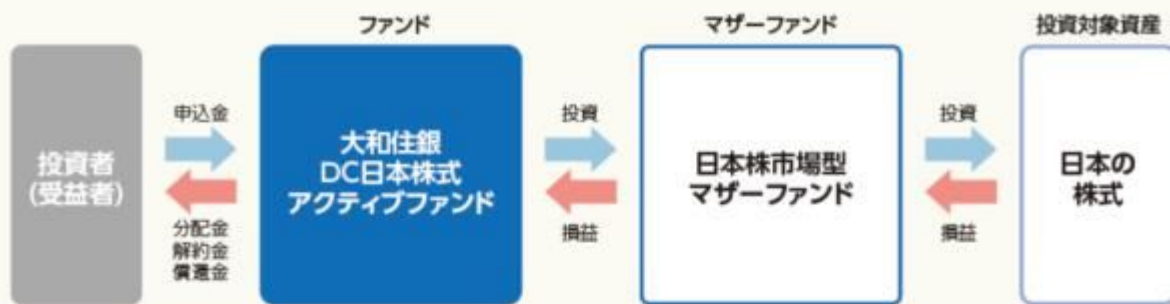 ファンド
マザーファンド
投資対象資産
投資者
(受益者)
申込金
分配金
解約金
償還金
大和住銀
DC日本株式
アクティブファンド
投資
損益
日本株市場型
マザーファンド
投資
損益
日本の
株式